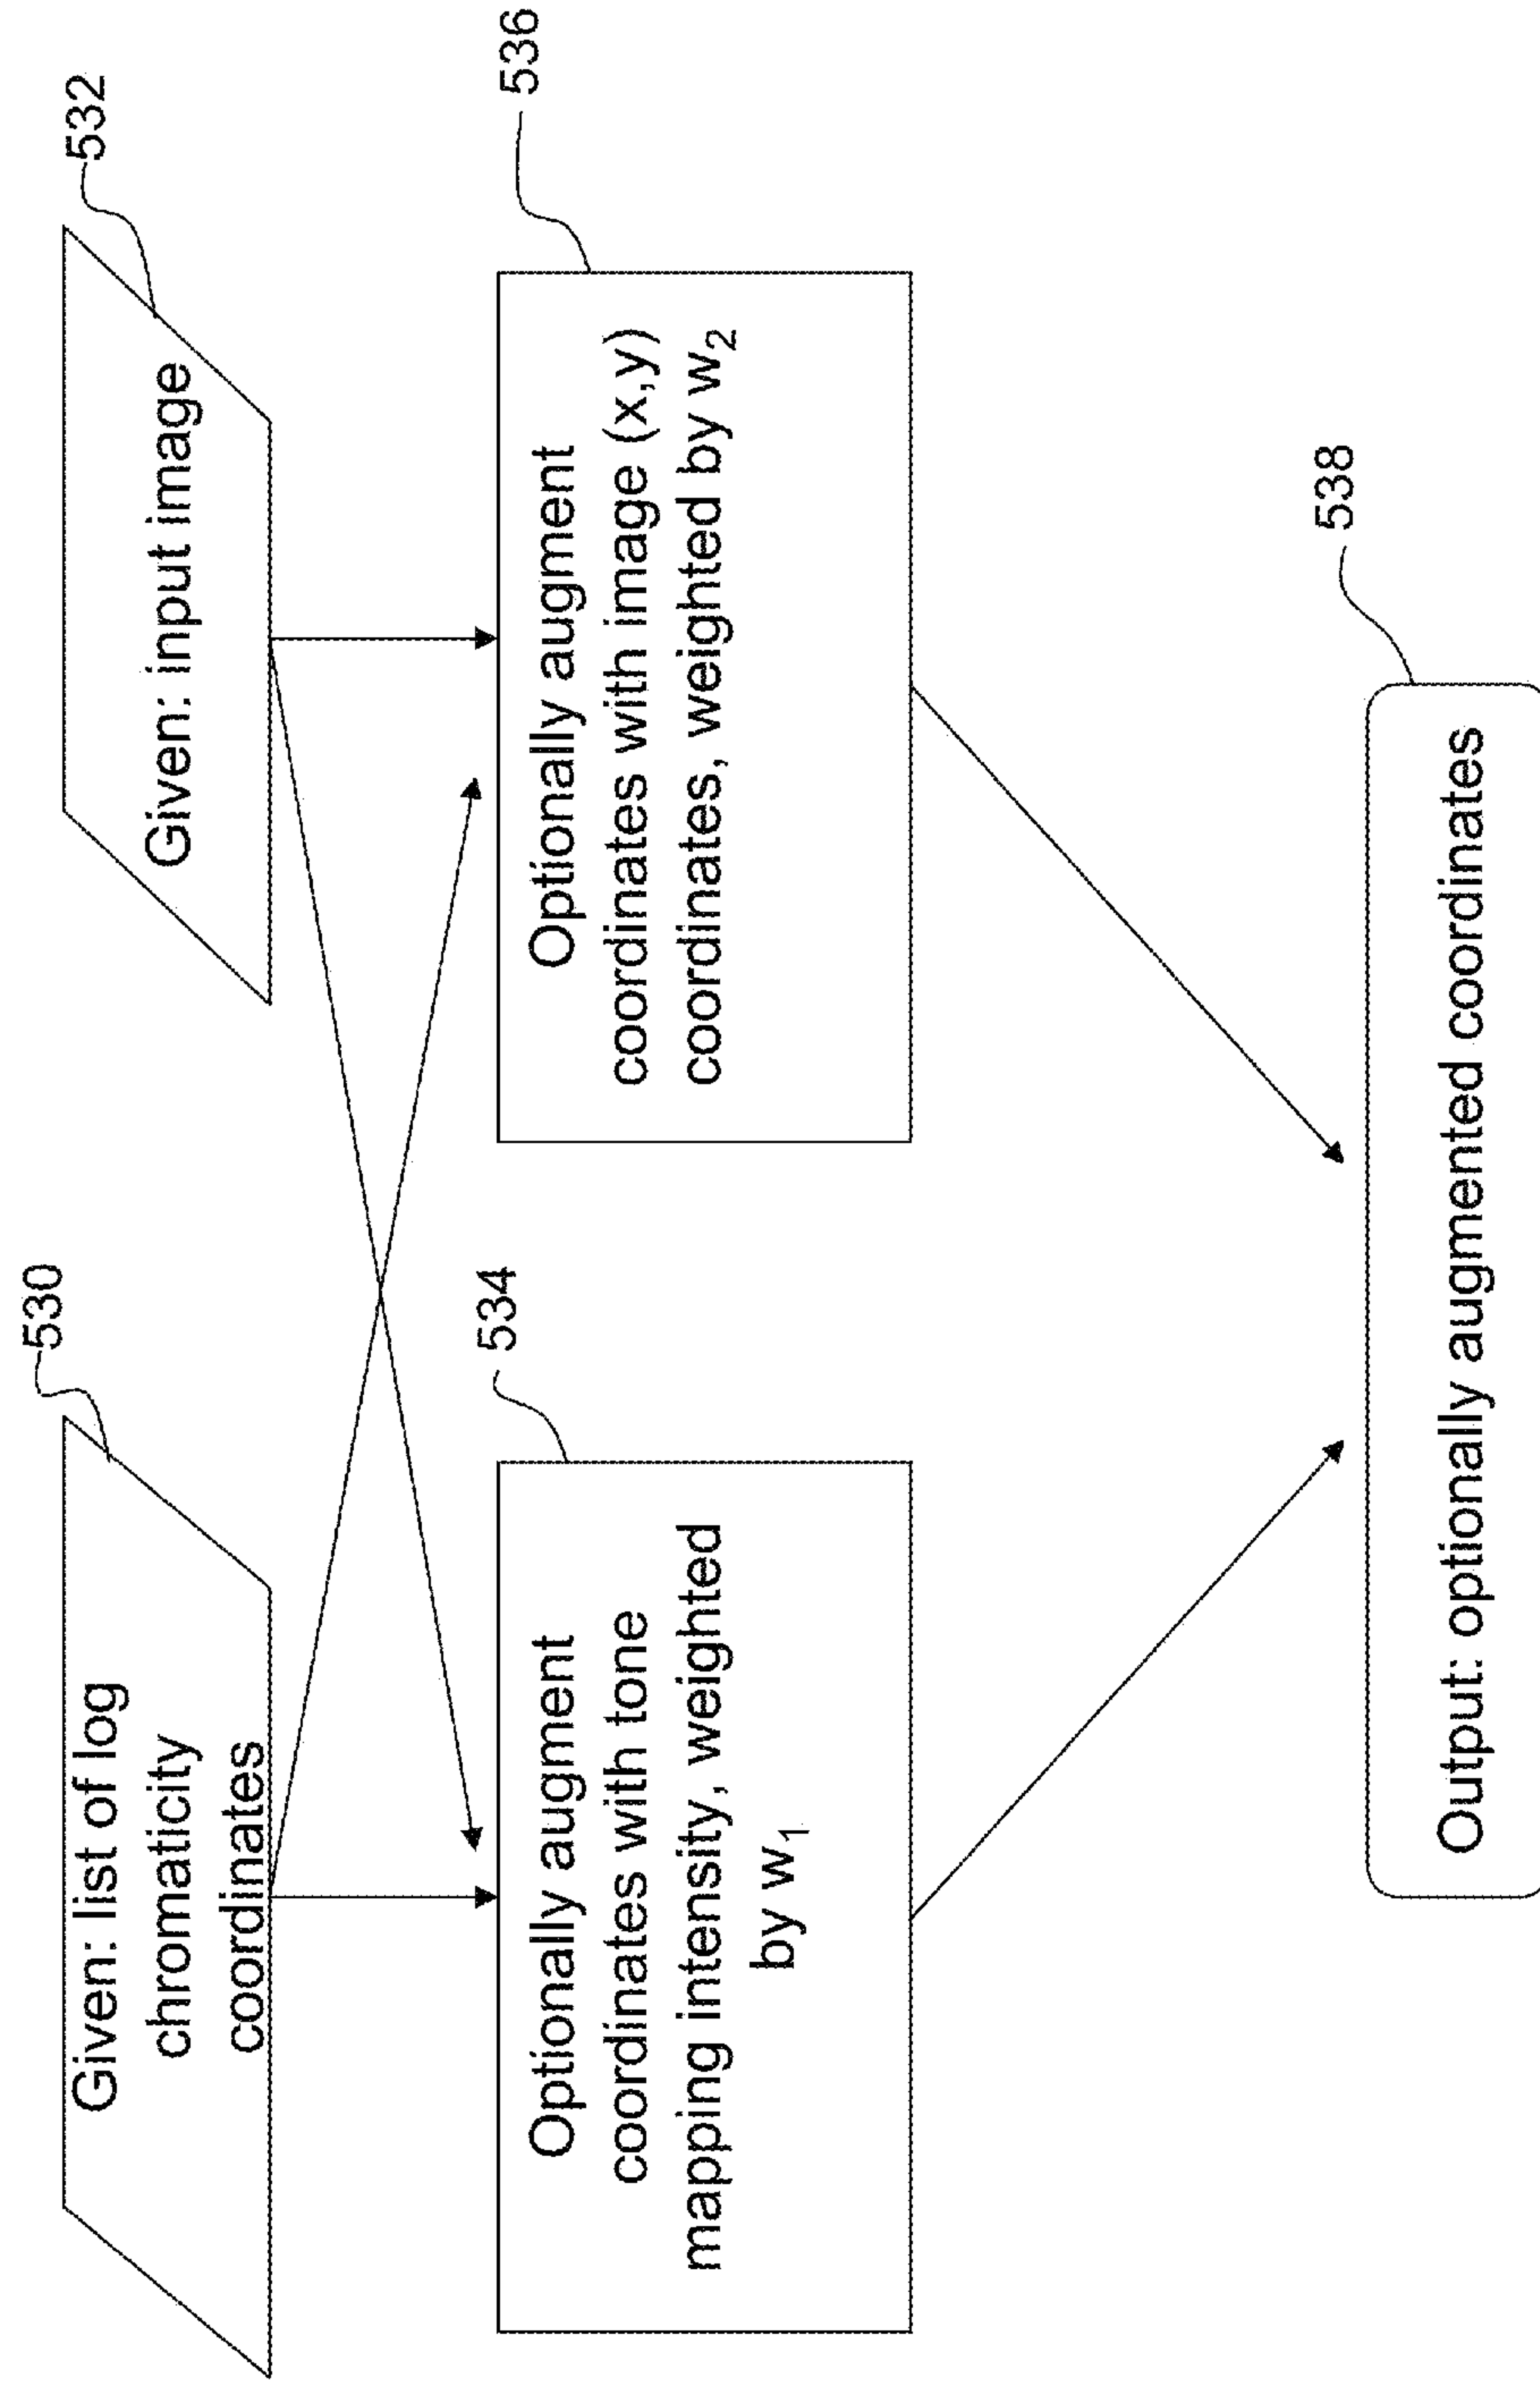 530
Given: list of log
chromaticity
coordinates
532
Given: input image
534
Optionally augment
coordinates with tone
mapping intensity, weighted
by w₁
536
Optionally augment
coordinates with image (x,y)
coordinates, weighted by w₂
538
Output: optionally augmented coordinates